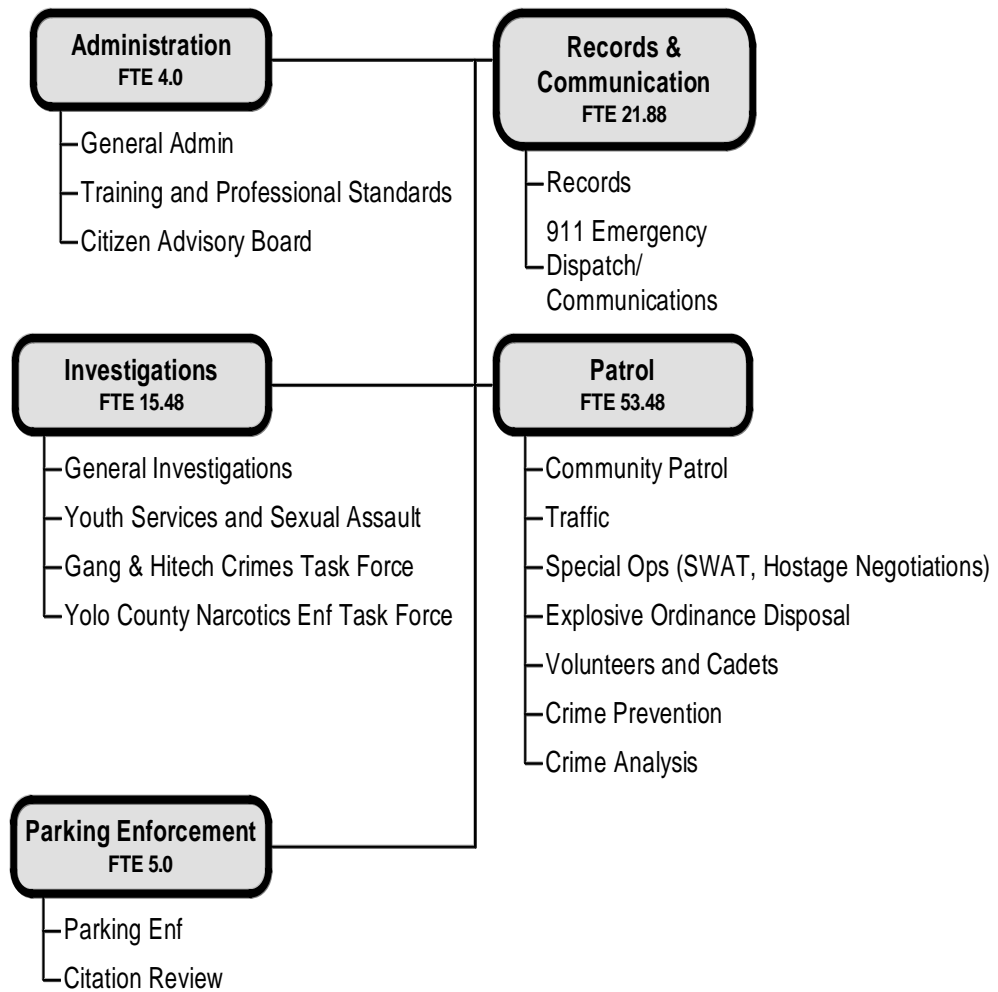 Administration
FTE 4.0
General Admin
Training and Professional Standards
Citizen Advisory Board
Records &
Communication
FTE 21.88
Records
911 Emergency
Dispatch/
Communications
Investigations
FTE 15.48
General Investigations
Youth Services and Sexual Assault
Gang & Hitech Crimes Task Force
Yolo County Narcotics Enf Task Force
Patrol
FTE 53.48
Community Patrol
Traffic
Special Ops (SWAT, Hostage Negotiations)
Explosive Ordinance Disposal
Volunteers and Cadets
Crime Prevention
Crime Analysis
Parking Enforcement
FTE 5.0
Parking Enf
Citation Review